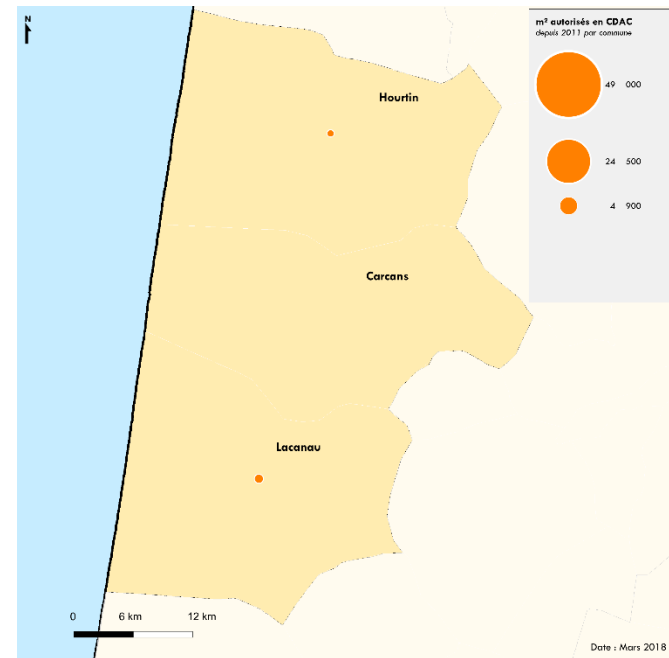 N
m² autorisés en CDAC
depuis 2011 par commune
49 000
24 500
4 900
Hourtin
Carcans
Lacanau
0 6 km 12 km
Date : Mars 2018